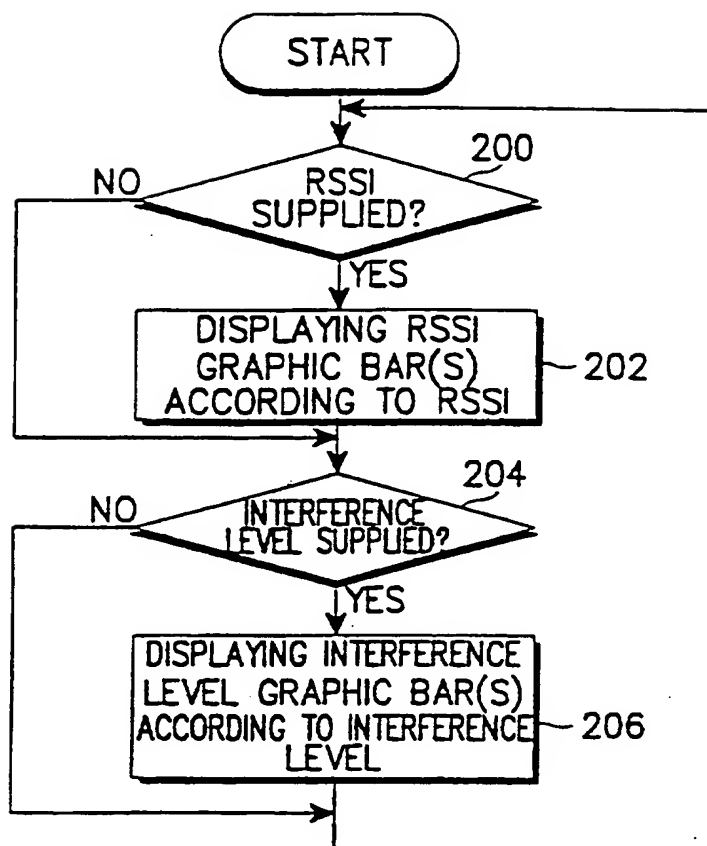 START
200
NO
RSSI
SUPPLIED?
YES
DISPLAYING RSSI
GRAPHIC BAR(S)
ACCORDING TO RSSI
202
204
NO
INTERFERENCE
LEVEL SUPPLIED?
YES
DISPLAYING INTERFERENCE
LEVEL GRAPHIC BAR(S)
ACCORDING TO INTERFERENCE
LEVEL
206